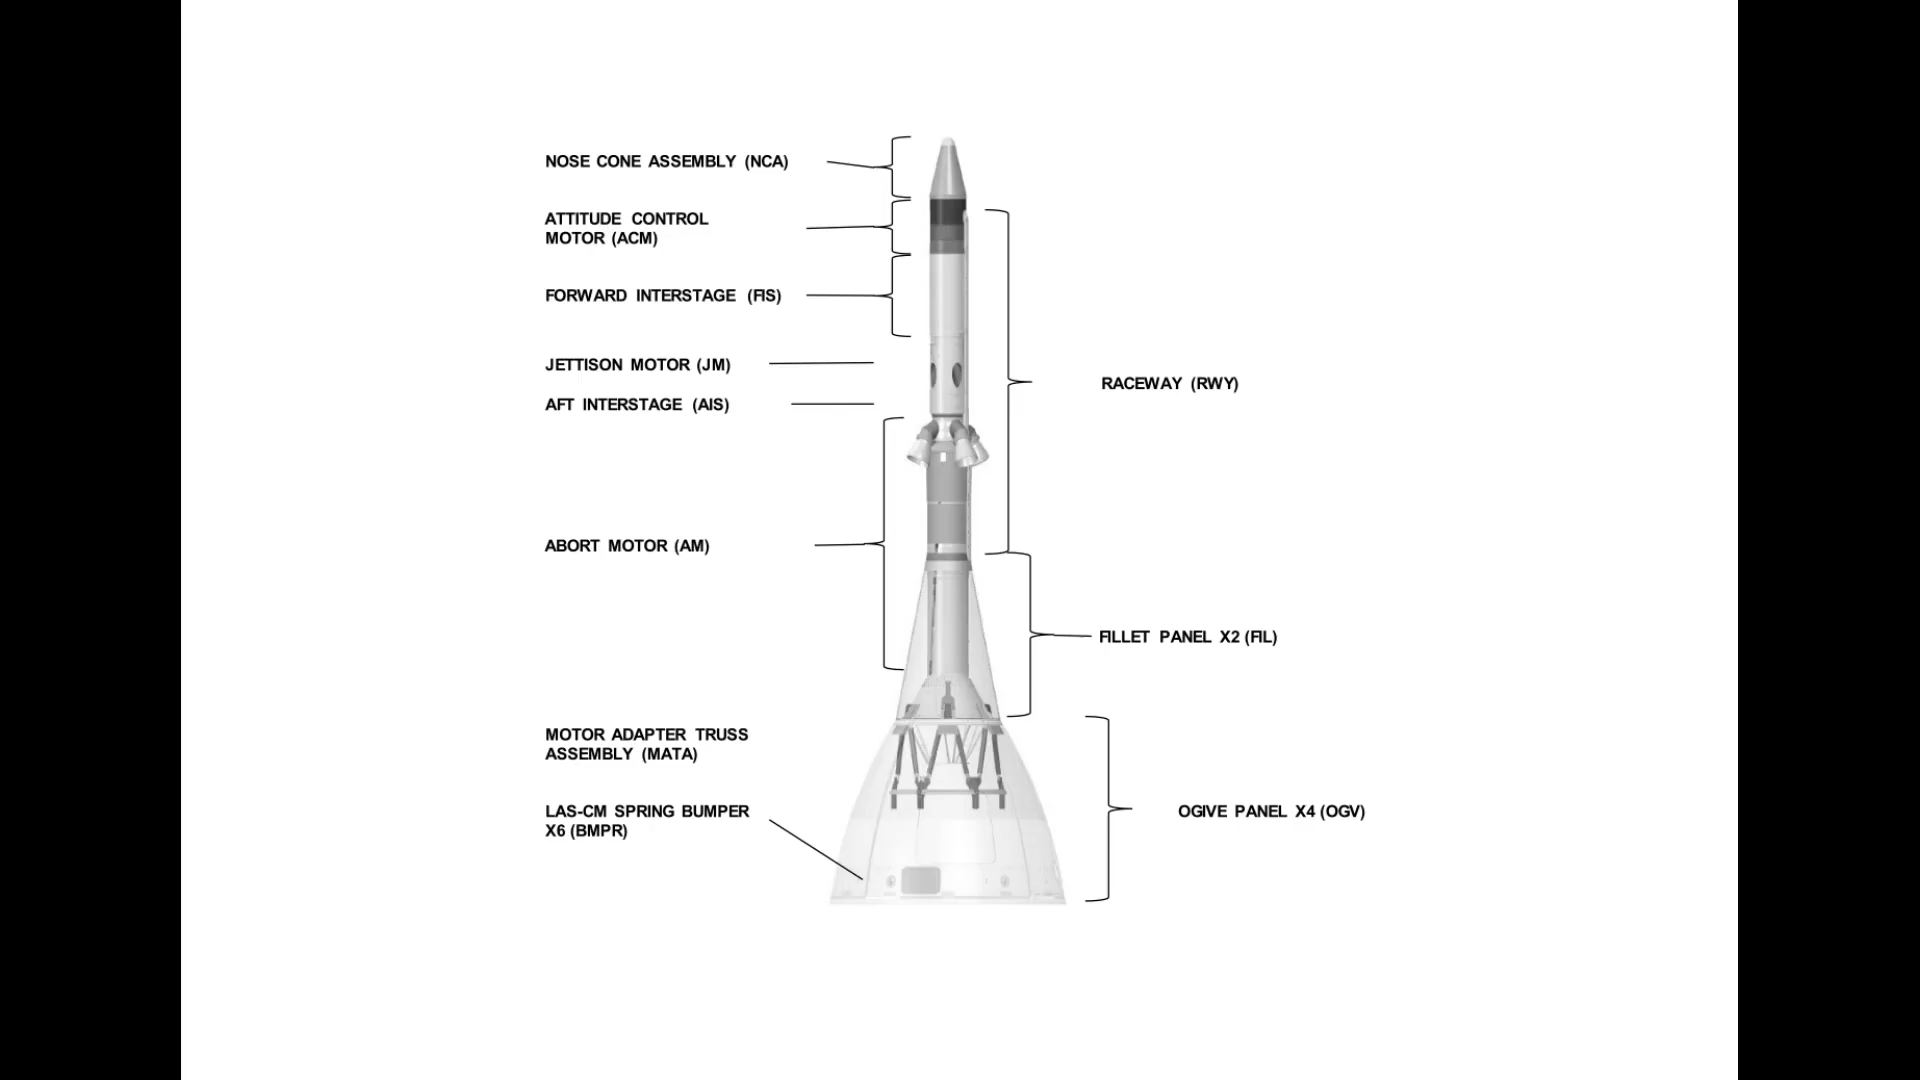 NOSE CONE ASSEMBLY (NCA)
ATTITUDE CONTROL
MOTOR (ACM)
FORWARD INTERSTAGE (FIS)
JETTISON MOTOR (JM)
AFT INTERSTAGE (AIS)
RACEWAY (RWY)
ABORT MOTOR (AM)
FILLET PANEL X2 (FIL)
MOTOR ADAPTER TRUSS
ASSEMBLY (MATA)
LAS-CM SPRING BUMPER
X6 (BMPR)
OGIVE PANEL X4 (OGV)